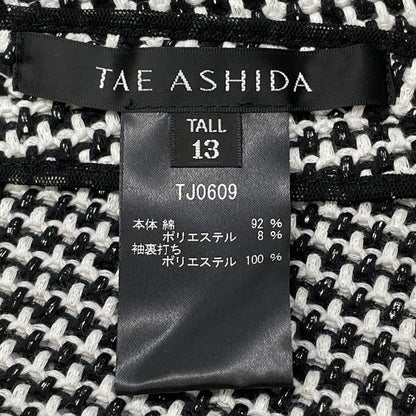 TAE ASHIDA
TALL
13
TJ0609
本体 綿 92 %
ポリエステル 8 %
袖裏打ち
ポリエステル 100 %